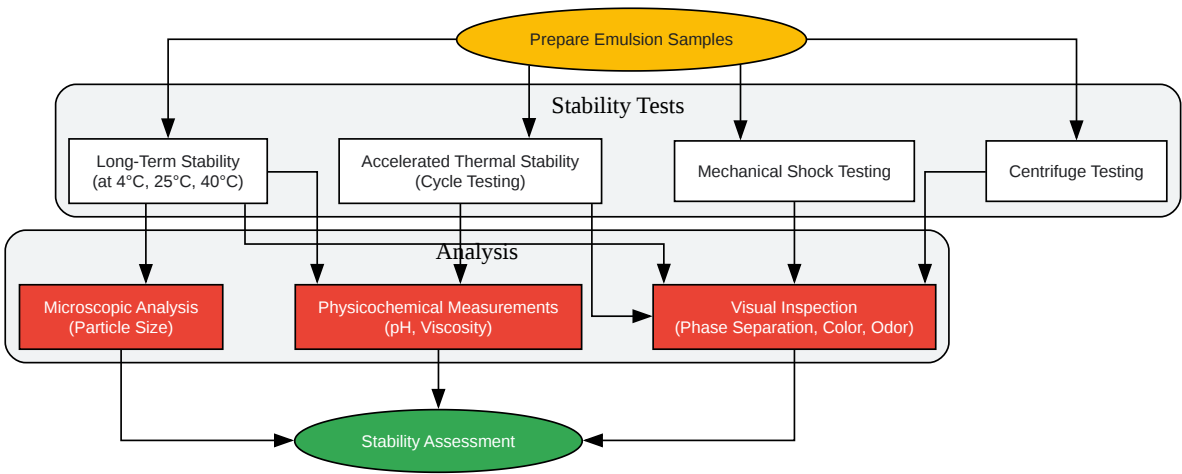 Prepare Emulsion Samples
Stability Tests
Long-Term Stability
(at 4°C, 25°C, 40°C)
Accelerated Thermal Stability
(Cycle Testing)
Mechanical Shock Testing
Centrifuge Testing
Analysis
Microscopic Analysis
(Particle Size)
Physicochemical Measurements
(pH, Viscosity)
Visual Inspection
(Phase Separation, Color, Odor)
Stability Assessment